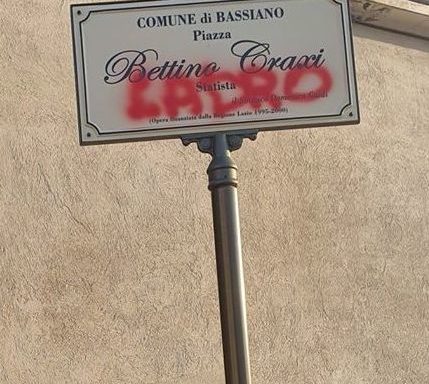 COMUNE di BASSIANO
Piazza
Bettino Craxi
LADRO
Statista
(Opera finanziata dalla Regione Lazio 1995-2000)